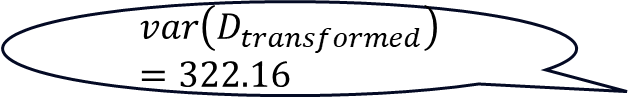 var(D_transformed)
= 322.16